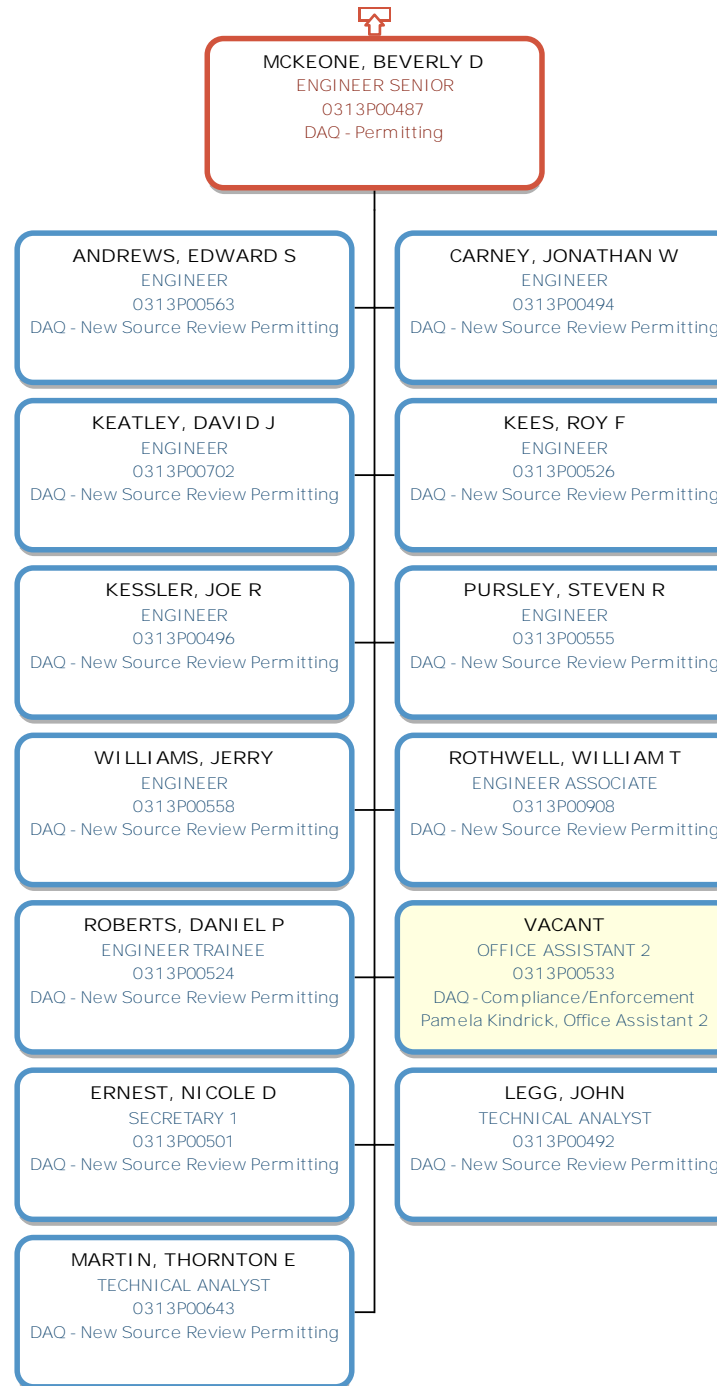 MCKEONE, BEVERLY D
ENGINEER SENIOR
0313P00487
DAQ - Permitting
ANDREWS, EDWARD S
ENGINEER
0313P00563
DAQ - New Source Review Permitting
CARNEY, JONATHAN W
ENGINEER
0313P00494
DAQ - New Source Review Permitting
KEATLEY, DAVID J
ENGINEER
0313P00702
DAQ - New Source Review Permitting
KEES, ROY F
ENGINEER
0313P00526
DAQ - New Source Review Permitting
KESSLER, JOE R
ENGINEER
0313P00496
DAQ - New Source Review Permitting
PURSLEY, STEVEN R
ENGINEER
0313P00555
DAQ - New Source Review Permitting
WILLIAMS, JERRY
ENGINEER
0313P00558
DAQ - New Source Review Permitting
ROTHWELL, WILLIAM T
ENGINEER ASSOCIATE
0313P00908
DAQ - New Source Review Permitting
ROBERTS, DANIEL P
ENGINEER TRAINEE
0313P00524
DAQ - New Source Review Permitting
VACANT
OFFICE ASSISTANT 2
0313P00533
DAQ - Compliance/Enforcement
Pamela Kindrick, Office Assistant 2
ERNEST, NICOLE D
SECRETARY 1
0313P00501
DAQ - New Source Review Permitting
LEGG, JOHN
TECHNICAL ANALYST
0313P00492
DAQ - New Source Review Permitting
MARTIN, THORNTON E
TECHNICAL ANALYST
0313P00643
DAQ - New Source Review Permitting